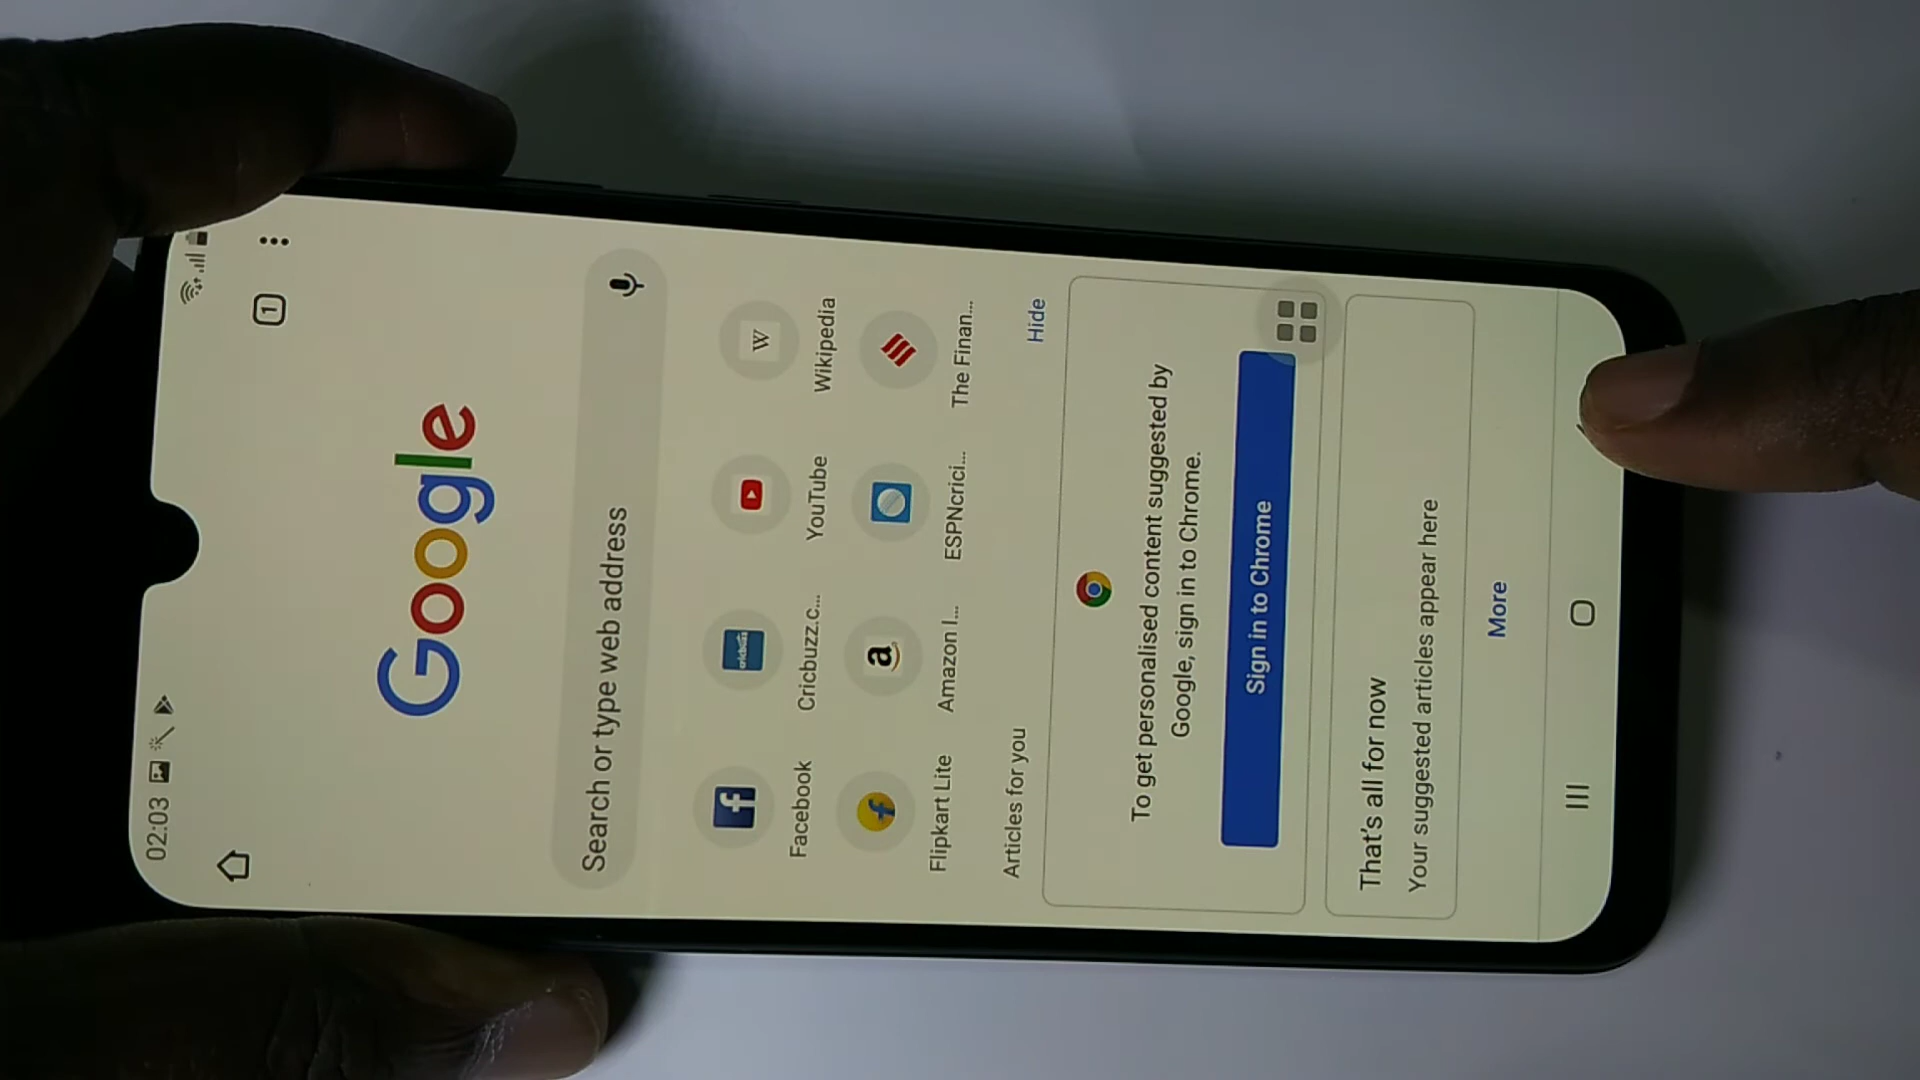 02:03
1
Google
Search or type web address
Facebook
Cricbuzz.c...
YouTube
W
Wikipedia
Flipkart Lite
a
Amazon I...
ESPNcrici...
The Finan...
Articles for you
Hide
To get personalised content suggested by
Google, sign in to Chrome.
Sign in to Chrome
That's all for now
Your suggested articles appear here
More